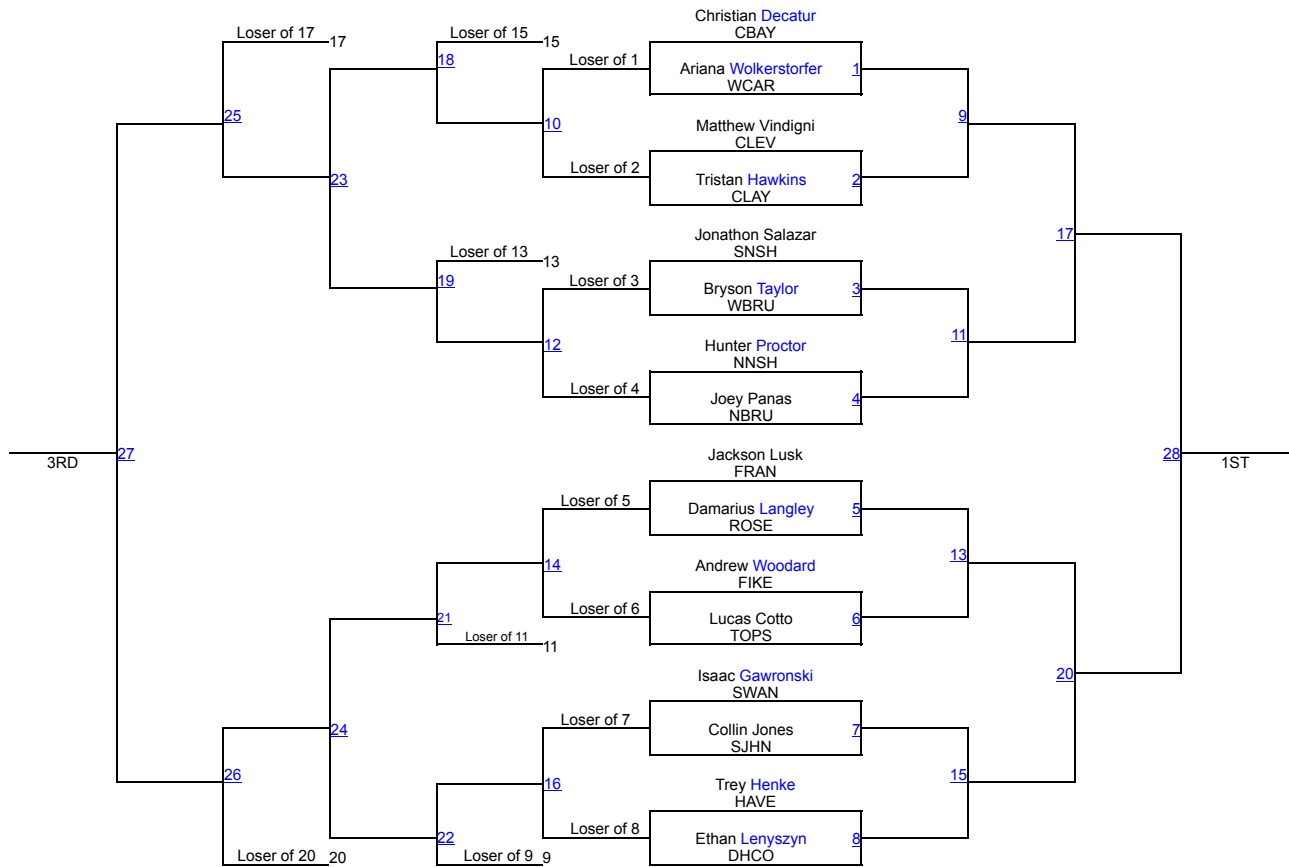 Christian Decatur
Loser of 17 17 Loser of 15 15 CBAY
18 Loser of 1 Ariana Wolkerstorfer 1
WCAR
25 10 9
Matthew Vindigni
CLEV
Loser of 2
23 Tristan Hawkins 2
CLAY
Jonathon Salazar 17
SNSH
Loser of 13 13
19 Loser of 3 Bryson Taylor 3
WBRU
12 Hunter Proctor 11
NNSH
Loser of 4
Joey Panas 4
NBRU
3RD 27 Jackson Lusk 28 1ST
FRAN
Loser of 5 Damarius Langley 5
ROSE
14 Andrew Woodard 13
FIKE
21 Loser of 6 Lucas Cotto 6
Loser of 11 11 TOPS
Isaac Gawronski 20
SWAN
Loser of 7
24 Collin Jones 7
SJHN
26 16 Trey Henke 15
HAVE
22 Loser of 8 Ethan Lenyszyn 8
Loser of 20 20 Loser of 9 9 DHCO